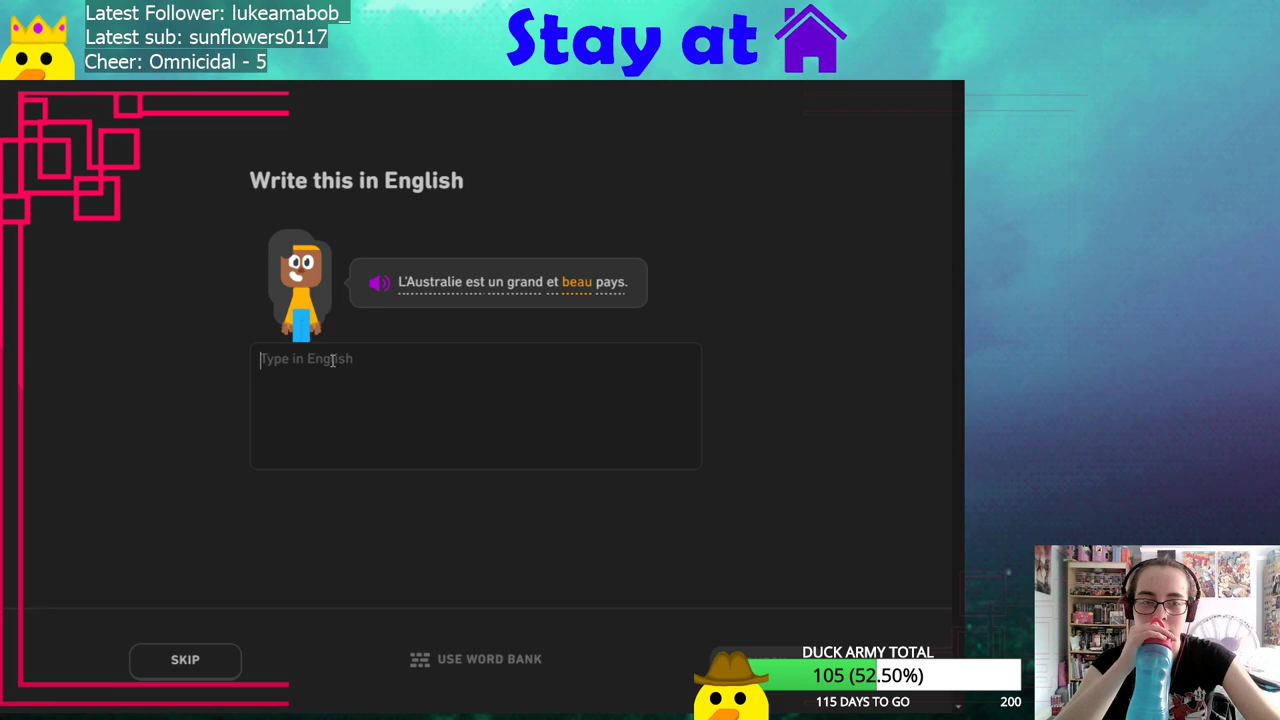 Latest Follower: lukeamabob_
Latest sub: sunflowers0117
Cheer: Omnicidal - 5
Stay at
Write this in English
L'Australie est un grand et beau pays.
Type in English
SKIP
USE WORD BANK
DUCK ARMY TOTAL
105 (52.50%)
115 DAYS TO GO
200